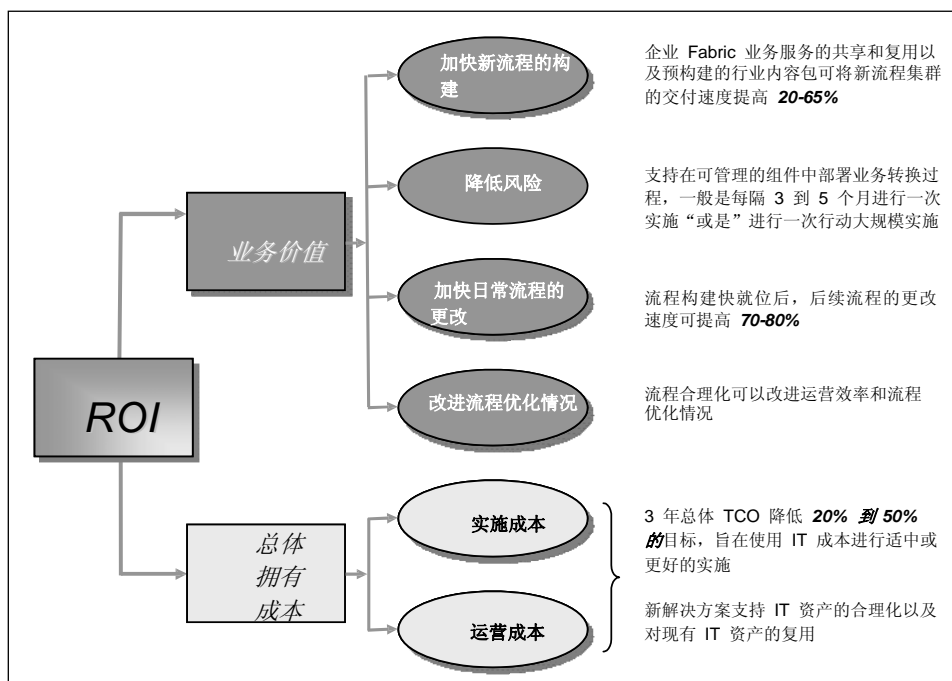 ROI
业务价值
加快新流程的构
建
企业 Fabric 业务服务的共享和复用以
及预构建的行业内容包可将新流程集群
的交付速度提高 20-65%
降低风险
支持在可管理的组件中部署业务转换过
程，一般是每隔 3 到 5 个月进行一次
实施“或是”进行一次行动大规模实施
加快日常流程的
更改
流程构建快就位后，后续流程的更改
速度可提高 70-80%
改进流程优化情况
流程合理化可以改进运营效率和流程
优化情况
总体
拥有
成本
实施成本
3 年总体 TCO 降低 20% 到 50%
的目标，旨在使用 IT 成本进行适中或
更好的实施
运营成本
新解决方案支持 IT 资产的合理化以及
对现有 IT 资产的复用